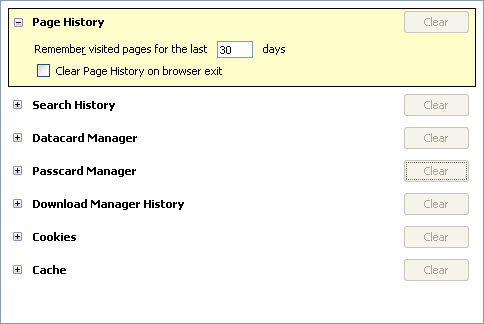 Page History Clear
Remember visited pages for the last 30 days
Clear Page History on browser exit
Search History Clear
Datacard Manager Clear
Passcard Manager Clear
Download Manager History Clear
Cookies Clear
Cache Clear